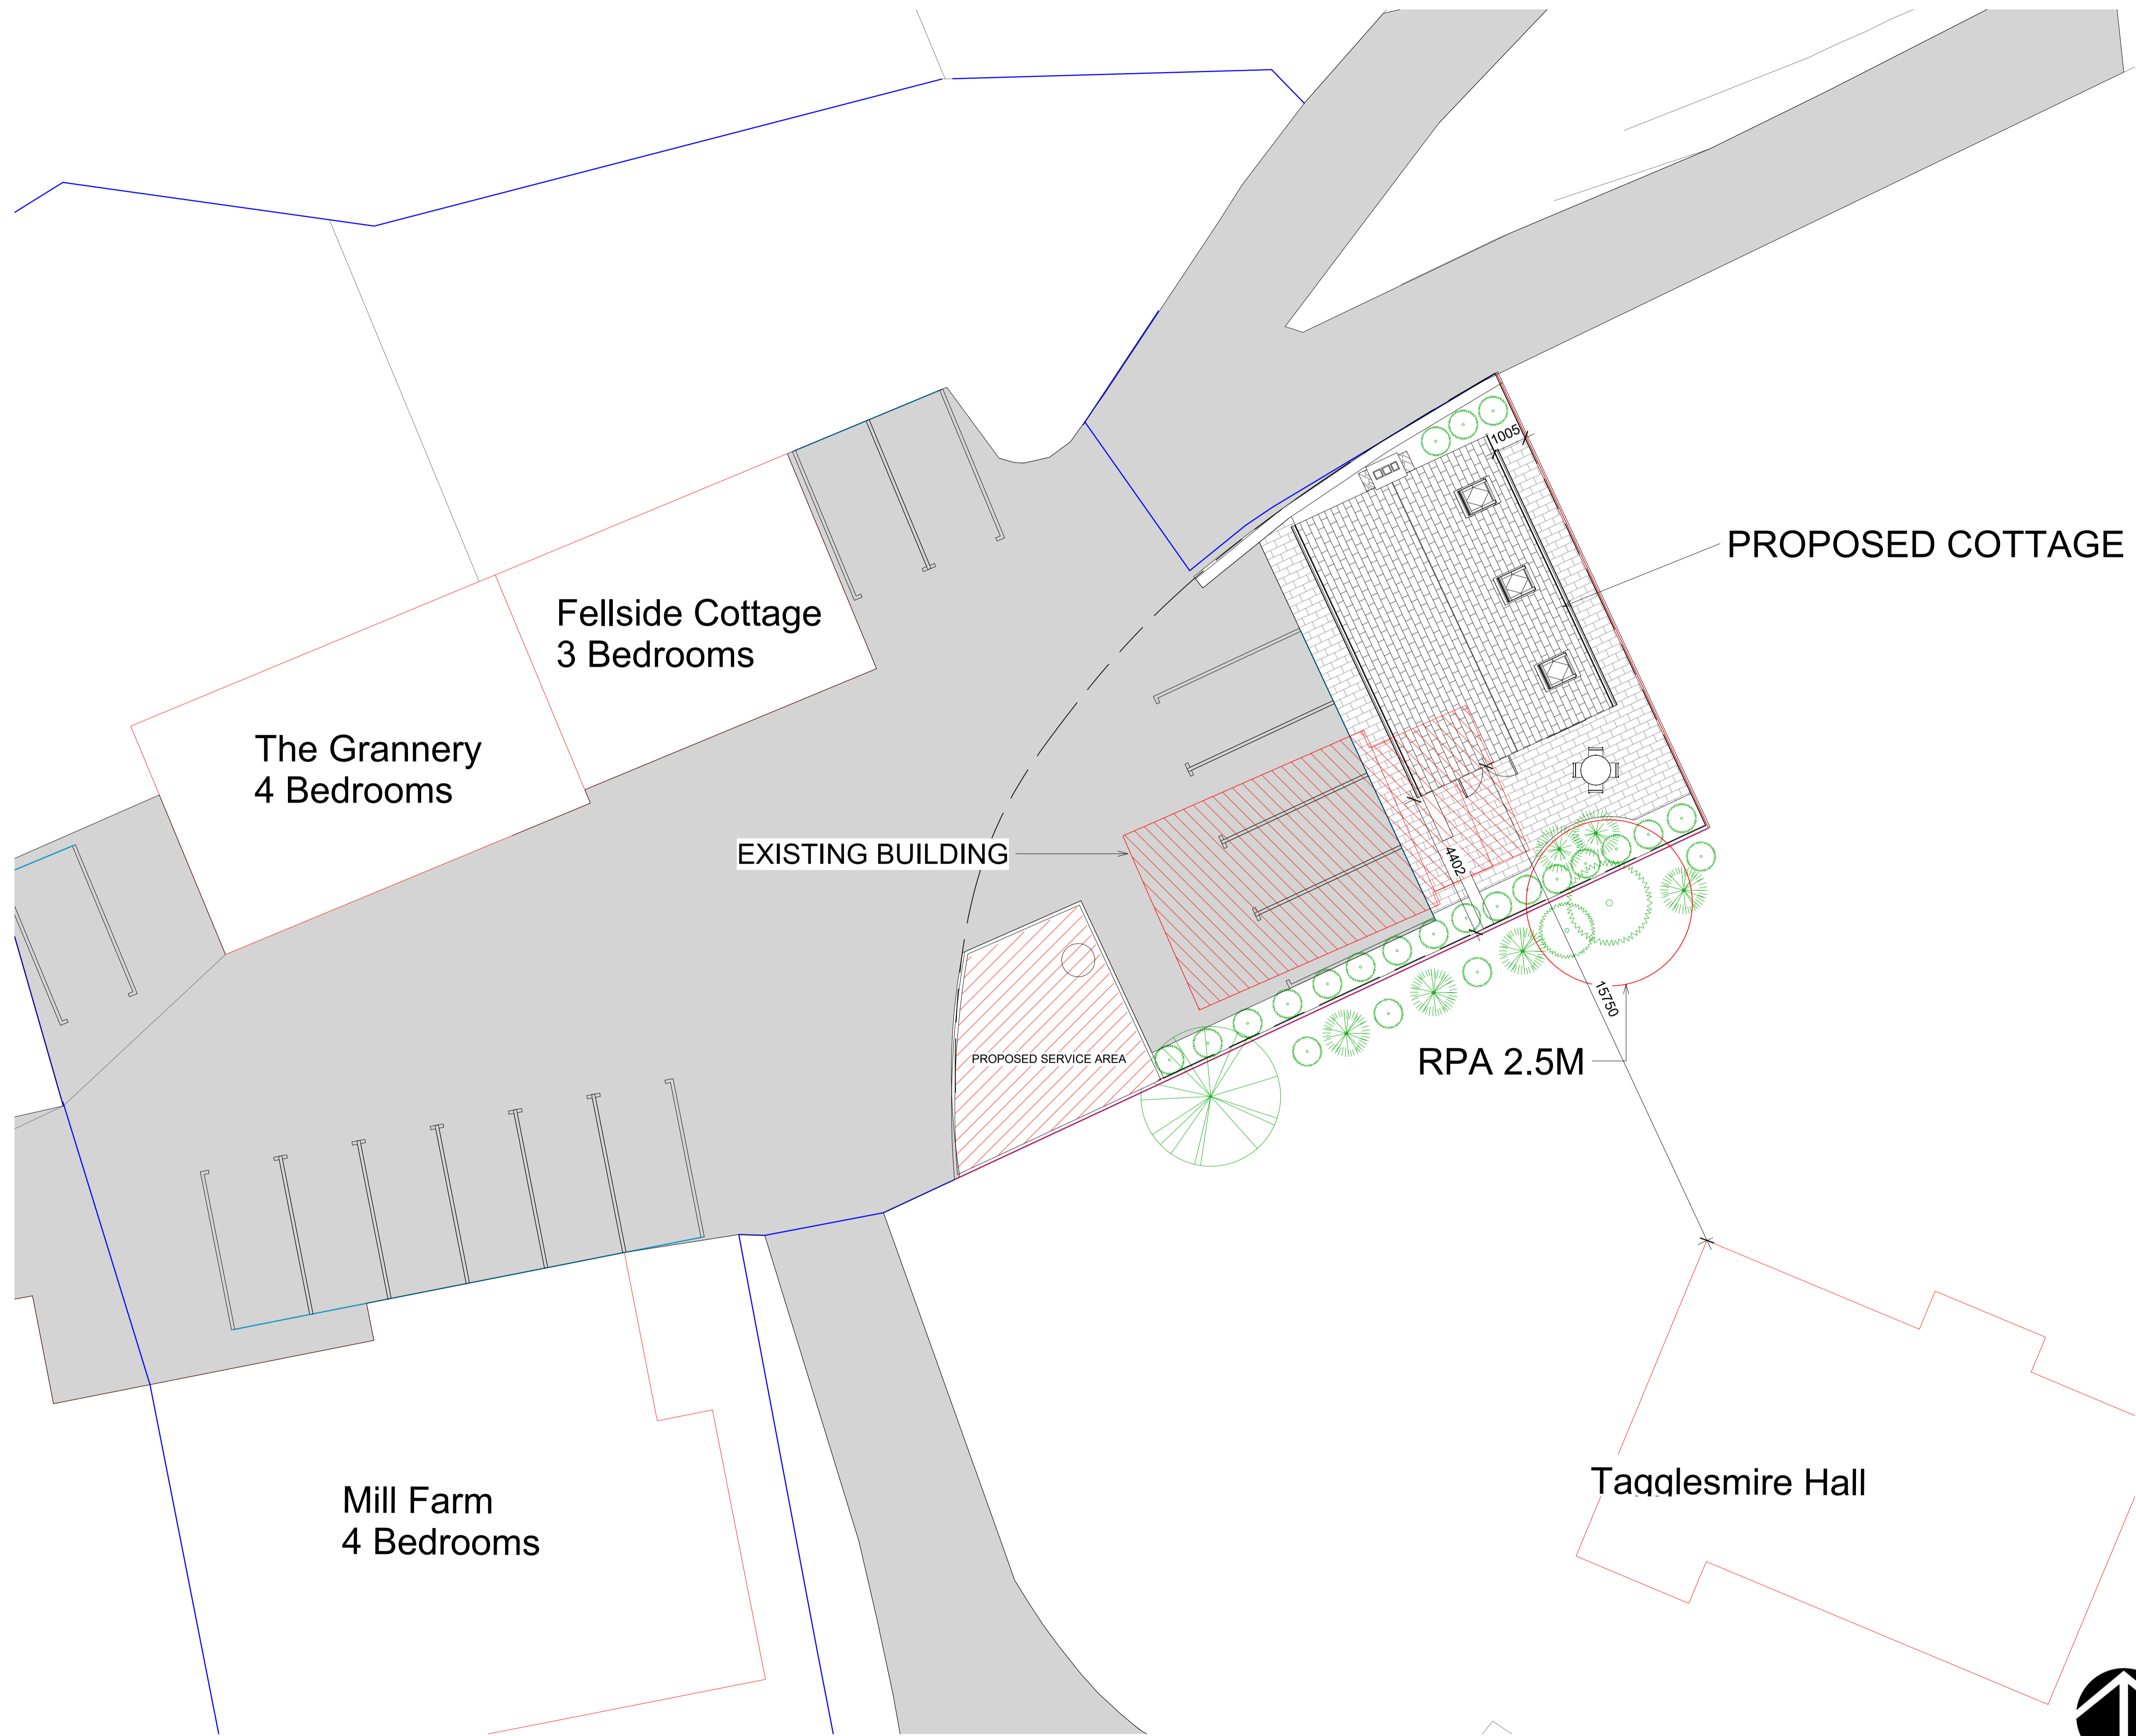 1005
PROPOSED COTTAGE
Fellside Cottage
3 Bedrooms
The Grannery
4 Bedrooms
EXISTING BUILDING
4402
15750
PROPOSED SERVICE AREA
RPA 2.5M
Tagglesmire Hall
Mill Farm
4 Bedrooms